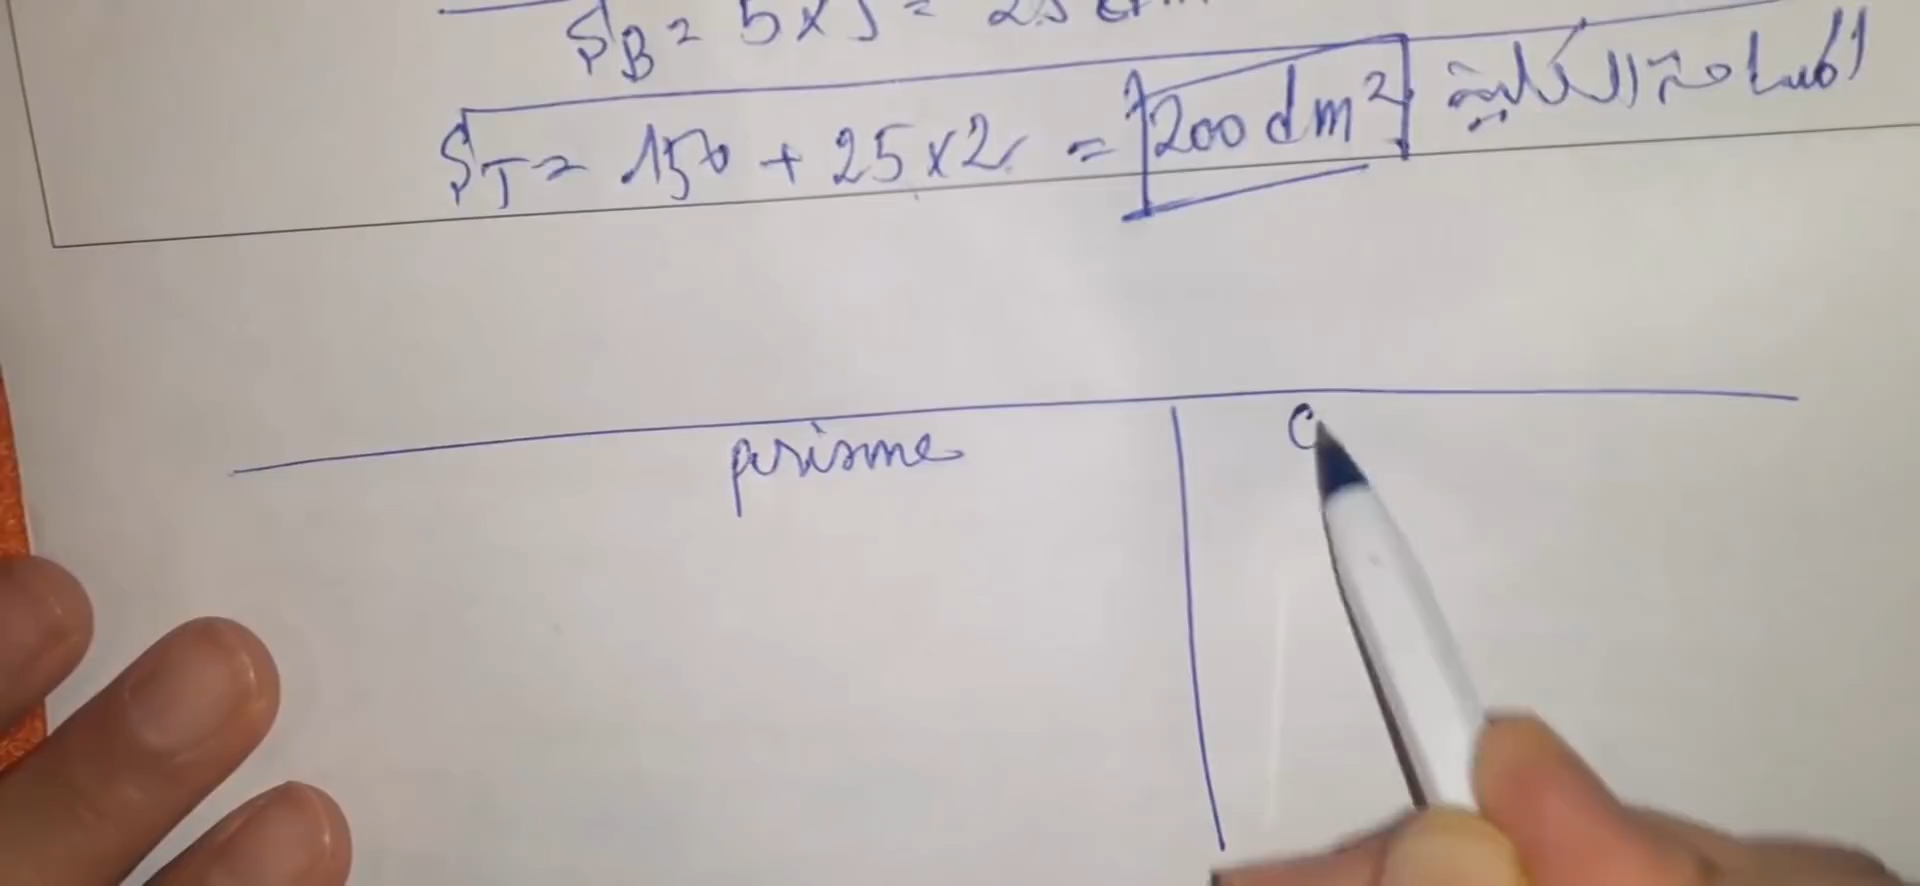 S_B = 5 x 5 = 25
S_T = 150 + 25 x 2 = 200 dm² المساحة الكلية
prisme